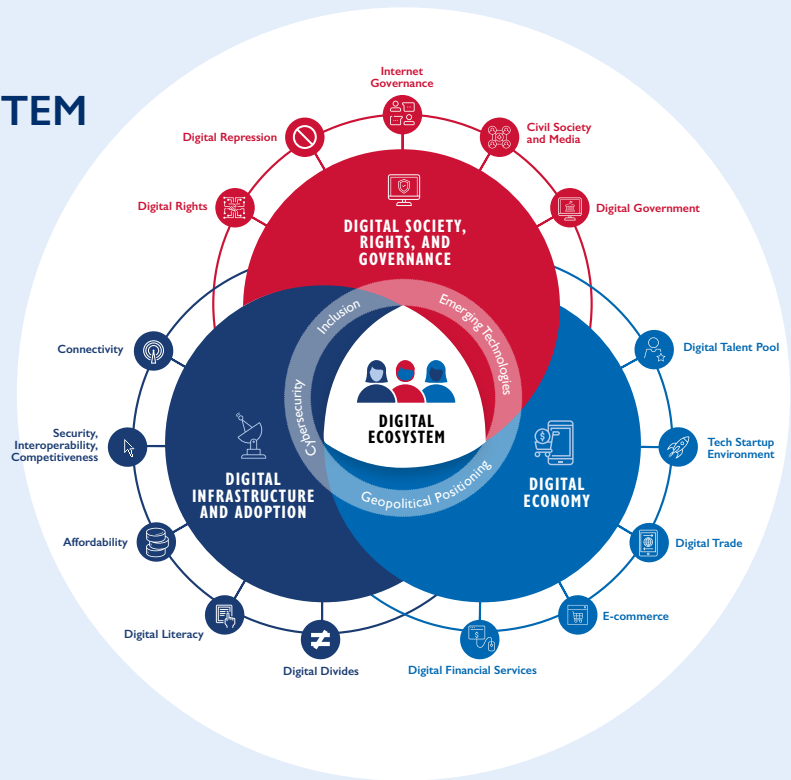 TEM
Internet
Governance
Digital Repression
Civil Society
and Media
Digital Rights
Digital Government
DIGITAL SOCIETY,
RIGHTS, AND
GOVERNANCE
Inclusion
Emerging Technologies
Connectivity
Digital Talent Pool
Cybersecurity
DIGITAL
ECOSYSTEM
Security,
Interoperability,
Competitiveness
Tech Startup
Environment
DIGITAL
INFRASTRUCTURE
AND ADOPTION
DIGITAL
ECONOMY
Geopolitical Positioning
Affordability
Digital Trade
Digital Literacy
E-commerce
Digital Divides
Digital Financial Services